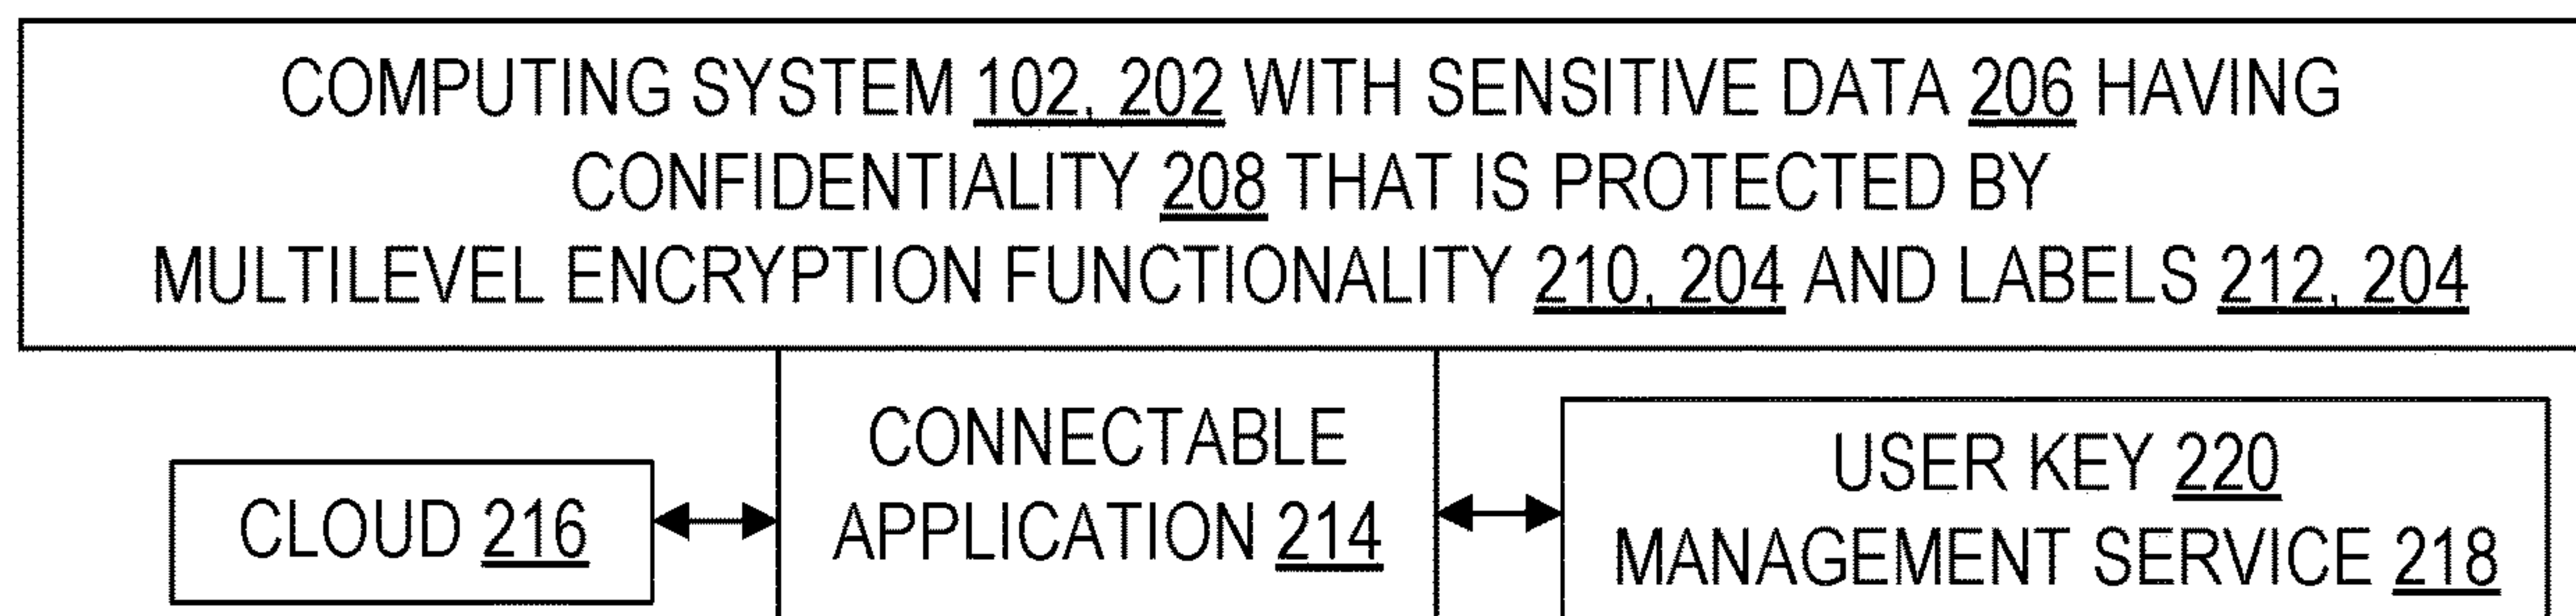 COMPUTING SYSTEM 102, 202 WITH SENSITIVE DATA 206 HAVING
CONFIDENTIALITY 208 THAT IS PROTECTED BY
MULTILEVEL ENCRYPTION FUNCTIONALITY 210, 204 AND LABELS 212, 204
CLOUD 216
CONNECTABLE
APPLICATION 214
USER KEY 220
MANAGEMENT SERVICE 218